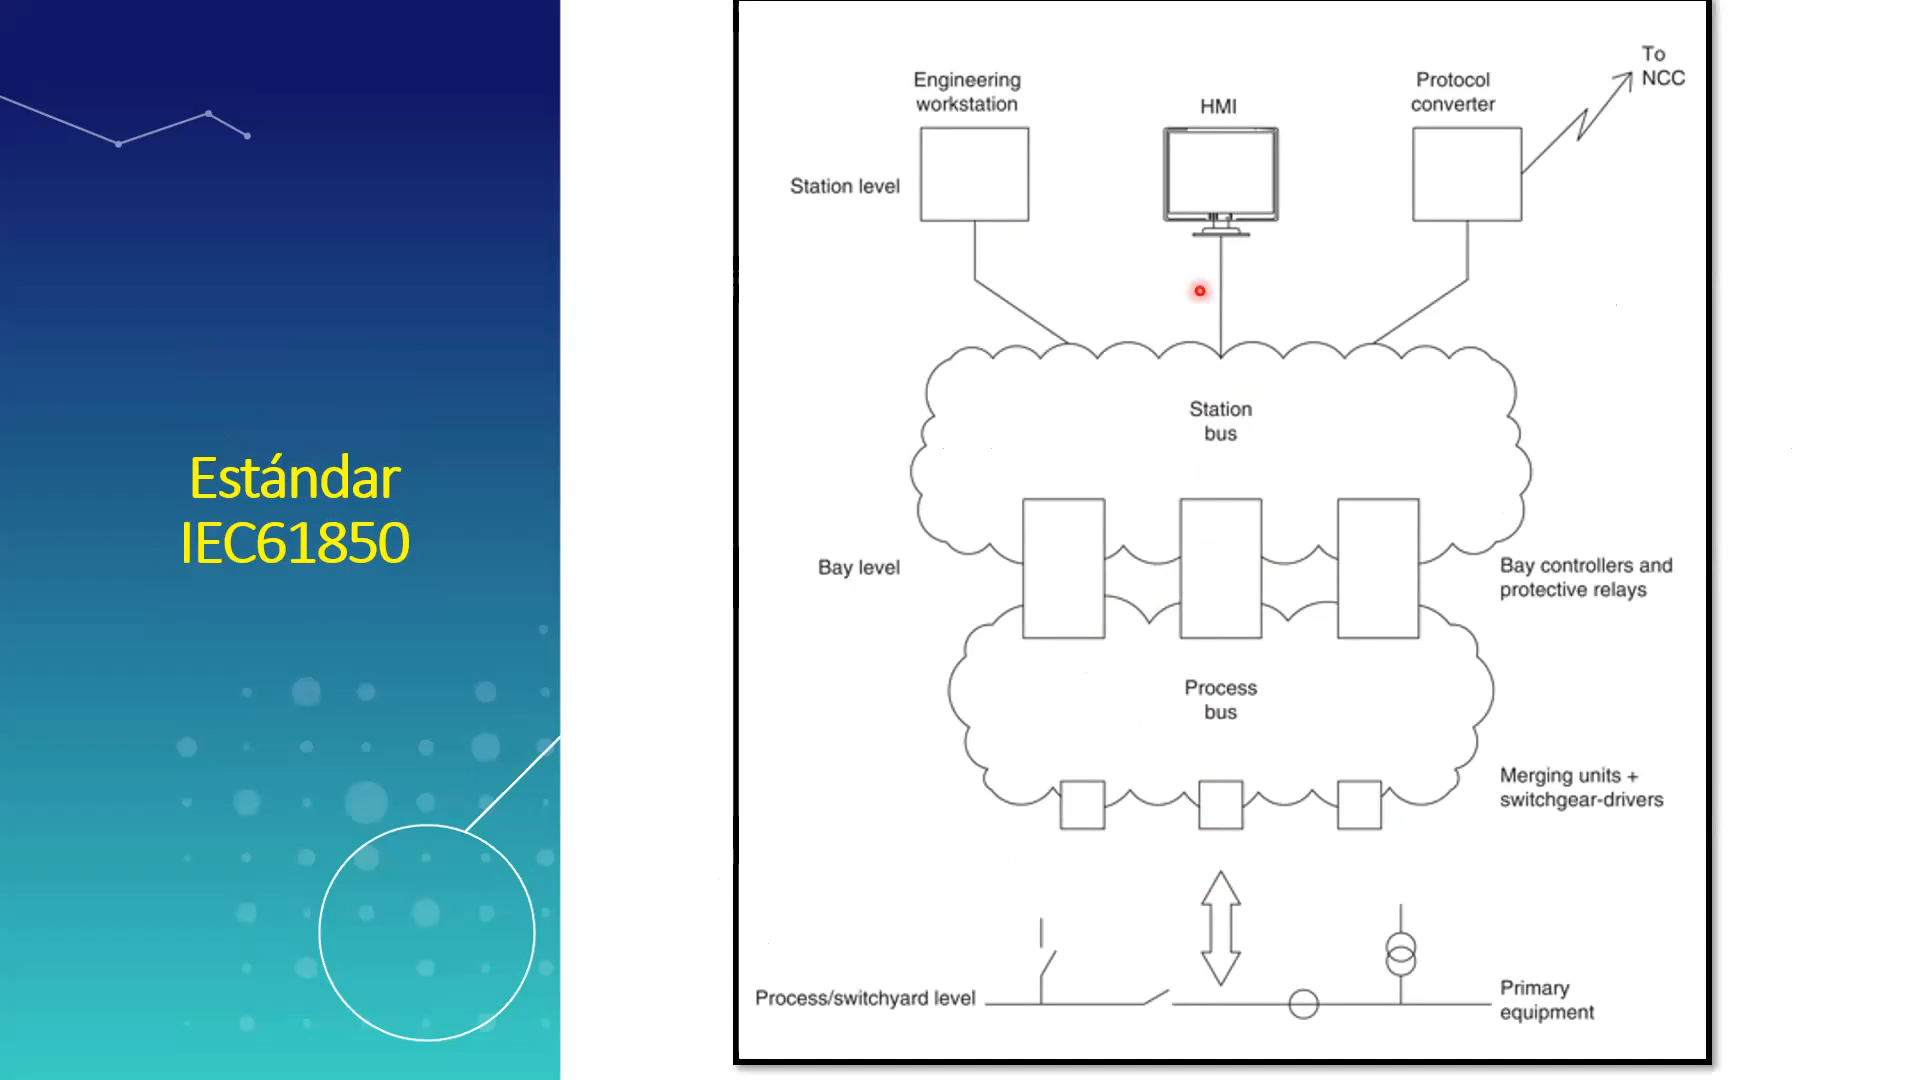 Estándar
IEC61850
To
NCC
Engineering
workstation
HMI
Protocol
converter
Station level
Station
bus
Bay level
Bay controllers and
protective relays
Process
bus
Merging units +
switchgear-drivers
Process/switchyard level
Primary
equipment